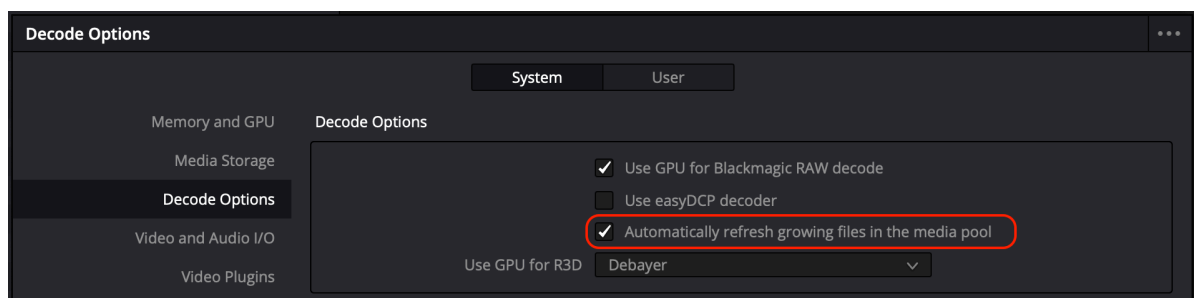 Decode Options
System
User
Memory and GPU
Media Storage
Decode Options
Video and Audio I/O
Video Plugins
Decode Options
Use GPU for Blackmagic RAW decode
Use easyDCP decoder
Automatically refresh growing files in the media pool
Use GPU for R3D Debayer